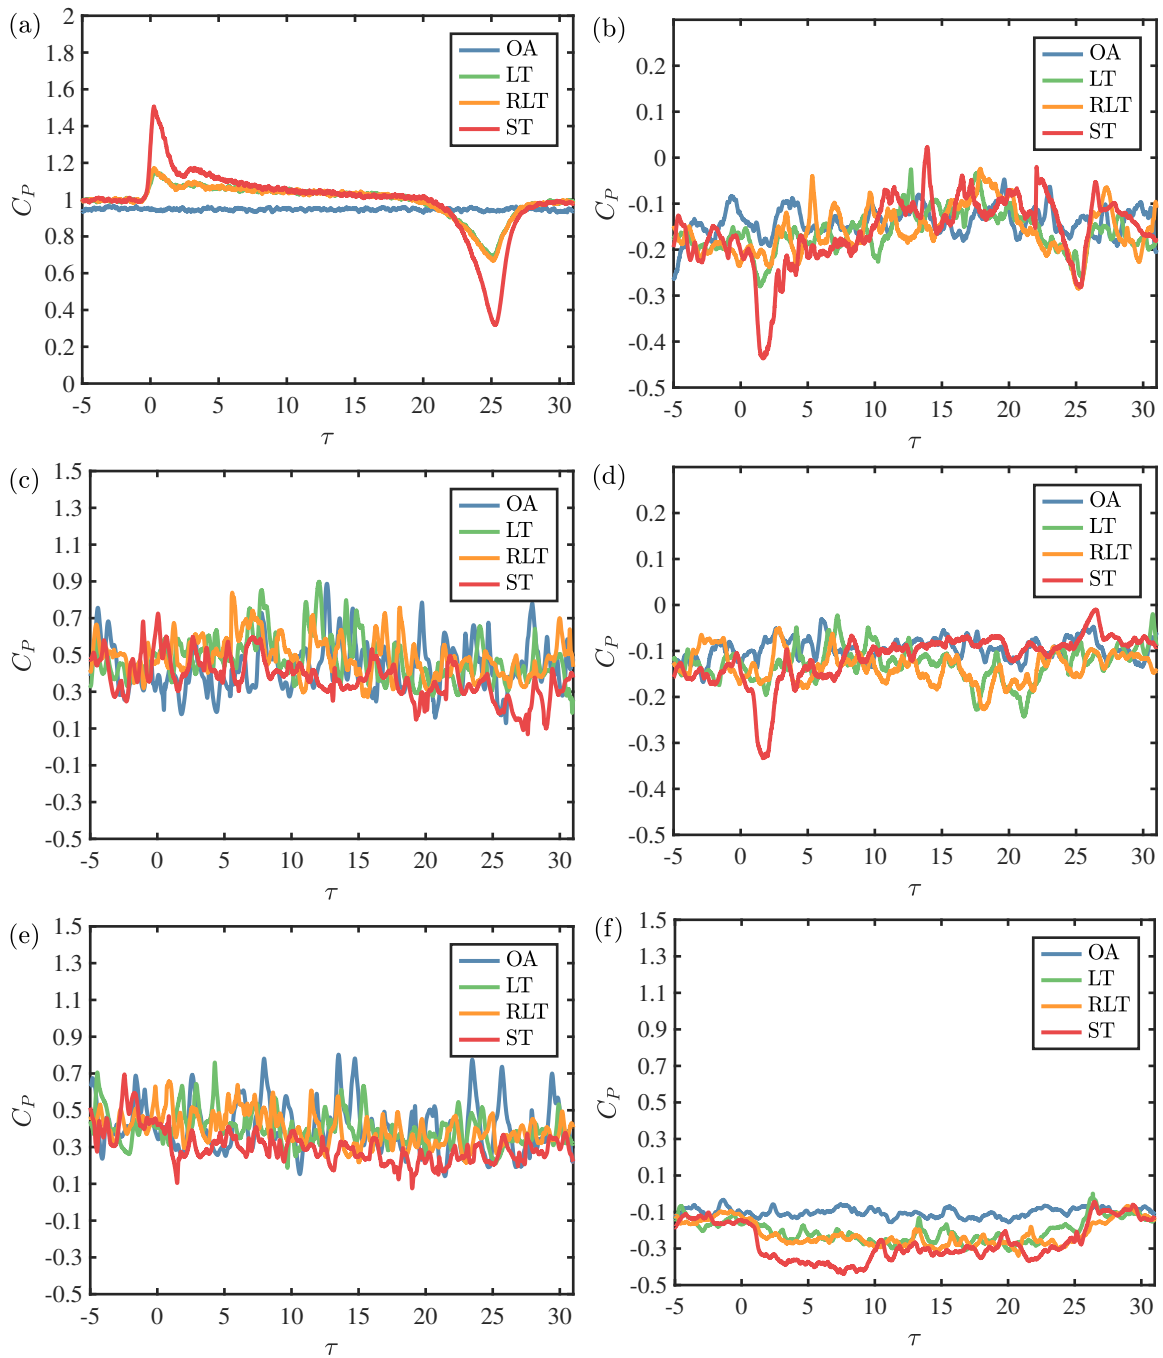 (a)
2
1.8
1.6
1.4
1.2
1
0.8
0.6
0.4
0.2
0
C_P
-5 0 5 10 15 20 25 30
τ
OA
LT
RLT
ST
(b)
0.2
0.1
0
-0.1
-0.2
-0.3
-0.4
-0.5
C_P
-5 0 5 10 15 20 25 30
τ
OA
LT
RLT
ST
(c)
1.5
1.3
1.1
0.9
0.7
0.5
0.3
0.1
-0.1
-0.3
-0.5
C_P
-5 0 5 10 15 20 25 30
τ
OA
LT
RLT
ST
(d)
0.2
0.1
0
-0.1
-0.2
-0.3
-0.4
-0.5
C_P
-5 0 5 10 15 20 25 30
τ
OA
LT
RLT
ST
(e)
1.5
1.3
1.1
0.9
0.7
0.5
0.3
0.1
-0.1
-0.3
-0.5
C_P
-5 0 5 10 15 20 25 30
τ
OA
LT
RLT
ST
(f)
1.5
1.3
1.1
0.9
0.7
0.5
0.3
0.1
-0.1
-0.3
-0.5
C_P
-5 0 5 10 15 20 25 30
τ
OA
LT
RLT
ST